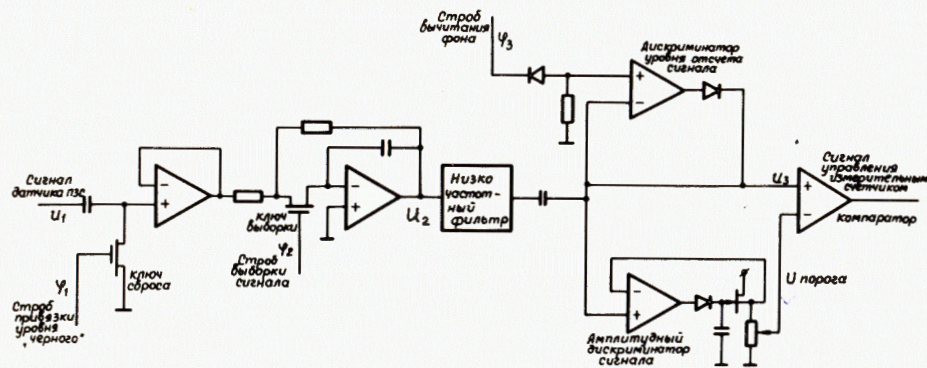 Строб
вычитания
фона
φ3
Дискриминатор
уровня отсчета
сигнала
Сигнал
датчика ПЗС
U1
ключ
сброса
φ1
Строб
привязки
уровня
"черного"
ключ
выборки
φ2
Строб
выборки
сигнала
U2
Низко
частот-
ный
фильтр
Амплитудный
дискриминатор
сигнала
U3
Сигнал
управления
измерительным
счетчиком
компаратор
U порога